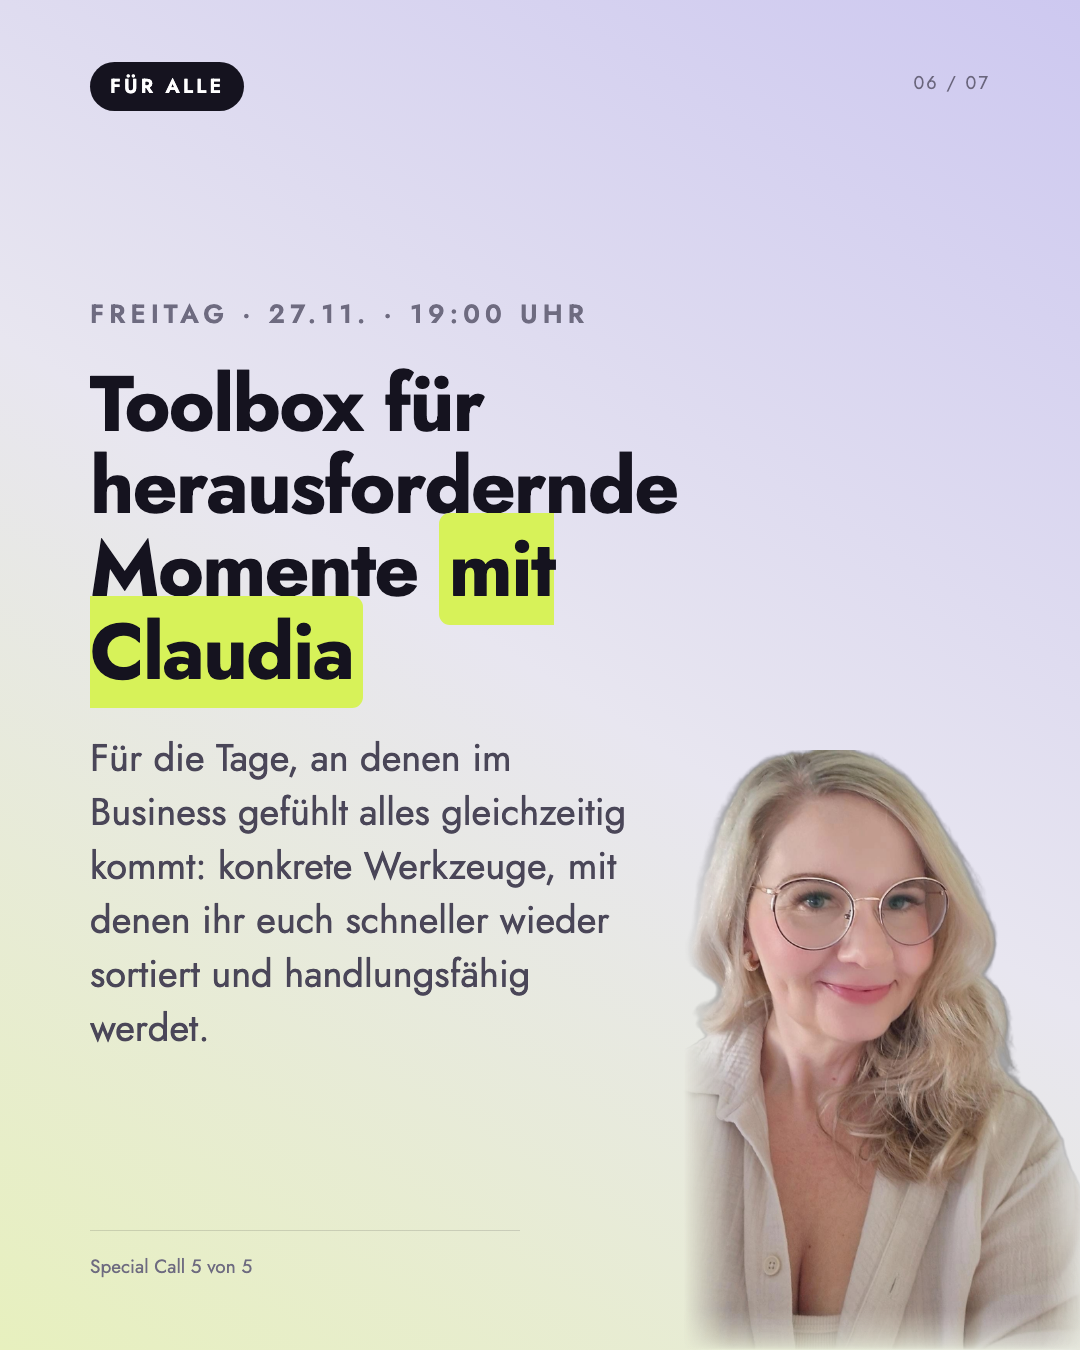 FÜR ALLE
06 / 07
FREITAG · 27.11. · 19:00 UHR
Toolbox für
herausfordernde
Momente mit
Claudia
Für die Tage, an denen im
Business gefühlt alles gleichzeitig
kommt: konkrete Werkzeuge, mit
denen ihr euch schneller wieder
sortiert und handlungsfähig
werdet.
Special Call 5 von 5